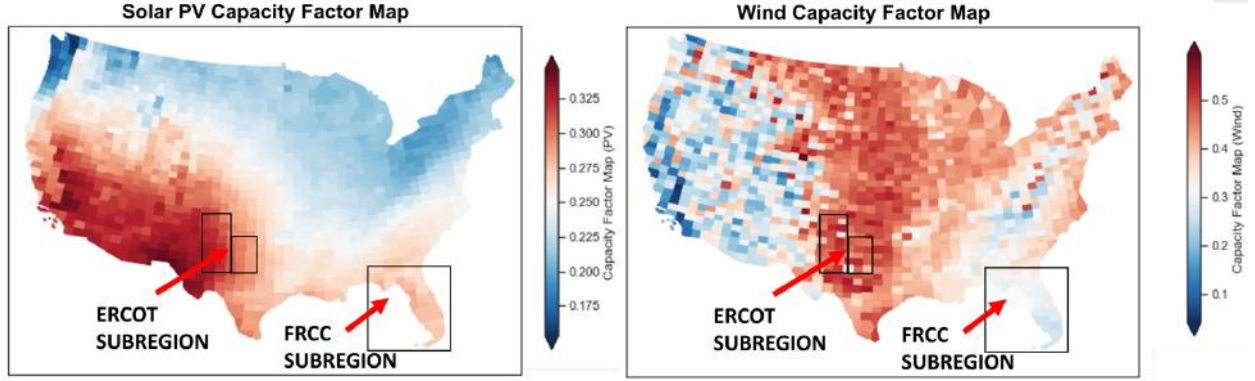 Solar PV Capacity Factor Map
0.325
0.300
0.275
0.250
0.225
0.200
0.175
Capacity Factor Map (PV)
ERCOT
SUBREGION
FRCC
SUBREGION
Wind Capacity Factor Map
0.5
0.4
0.3
0.2
0.1
Capacity Factor Map (Wind)
ERCOT
SUBREGION
FRCC
SUBREGION